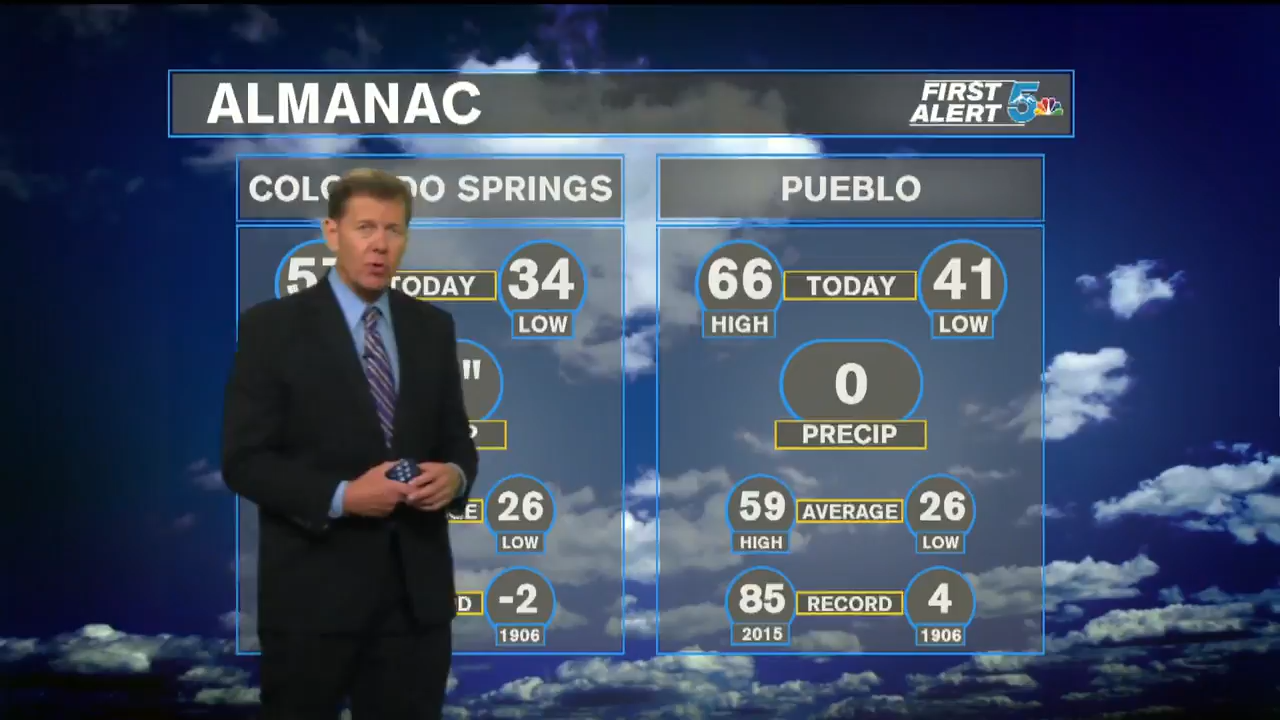 ALMANAC
FIRST
ALERT 5
COLO DO SPRINGS
TODAY 34
LOW
"
P
26
LOW
-2
1906
PUEBLO
66 TODAY 41
HIGH LOW
0
PRECIP
59 AVERAGE 26
HIGH LOW
85 RECORD 4
2015 1906